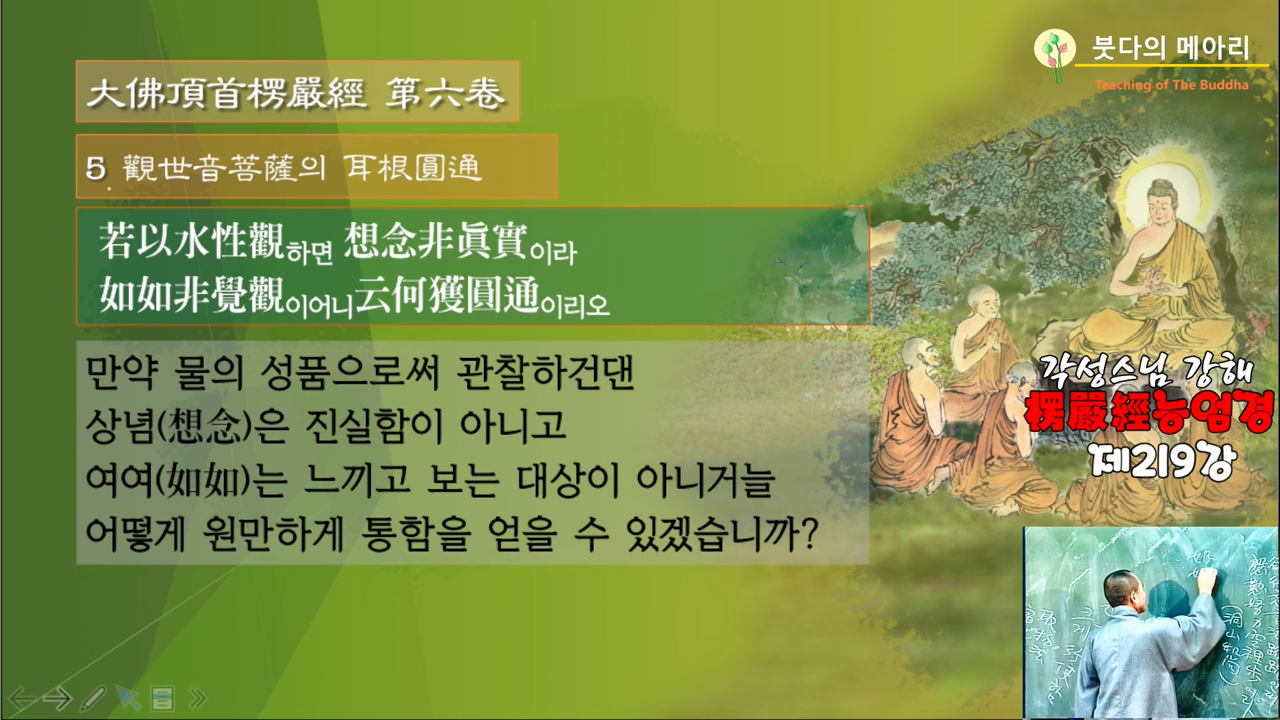 大佛頂首楞嚴經 第六卷
5. 觀世音菩薩의 耳根圓通
若以水性觀하면 想念非眞實이라
如如非覺觀이어니云何獲圓通이리오
만약 물의 성품으로써 관찰하건댄
상념(想念)은 진실함이 아니고
여여(如如)는 느끼고 보는 대상이 아니거늘
어떻게 원만하게 통함을 얻을 수 있겠습니까?
붓다의 메아리
Teaching of The Buddha
각성스님 강해
楞嚴經능엄경
제219강